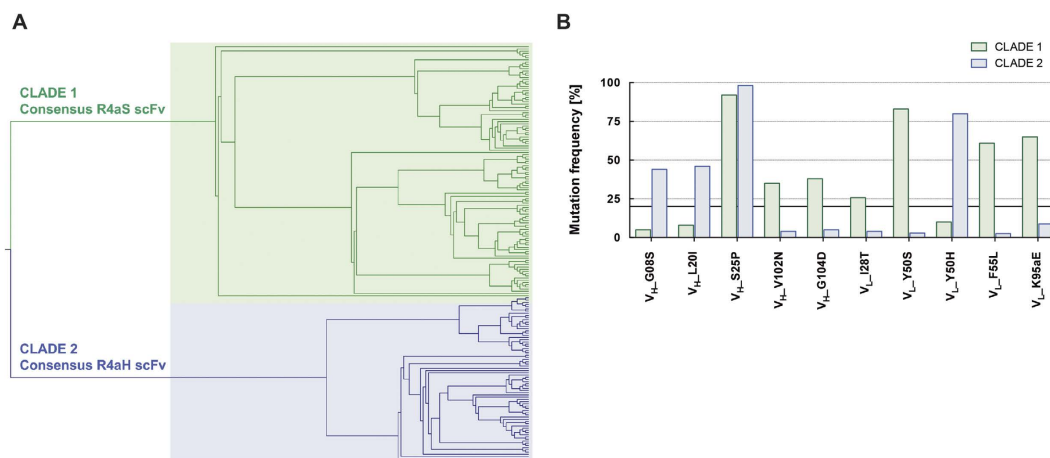 A
CLADE 1
Consensus R4aS scFv
CLADE 2
Consensus R4aH scFv
B
CLADE 1
CLADE 2
Mutation frequency [%]
100
75
50
25
0
VH_G08S
VH_L20I
VH_S25P
VH_V102N
VH_G104D
VL_I28T
VL_Y50S
VL_Y50H
VL_F55L
VL_K95aE